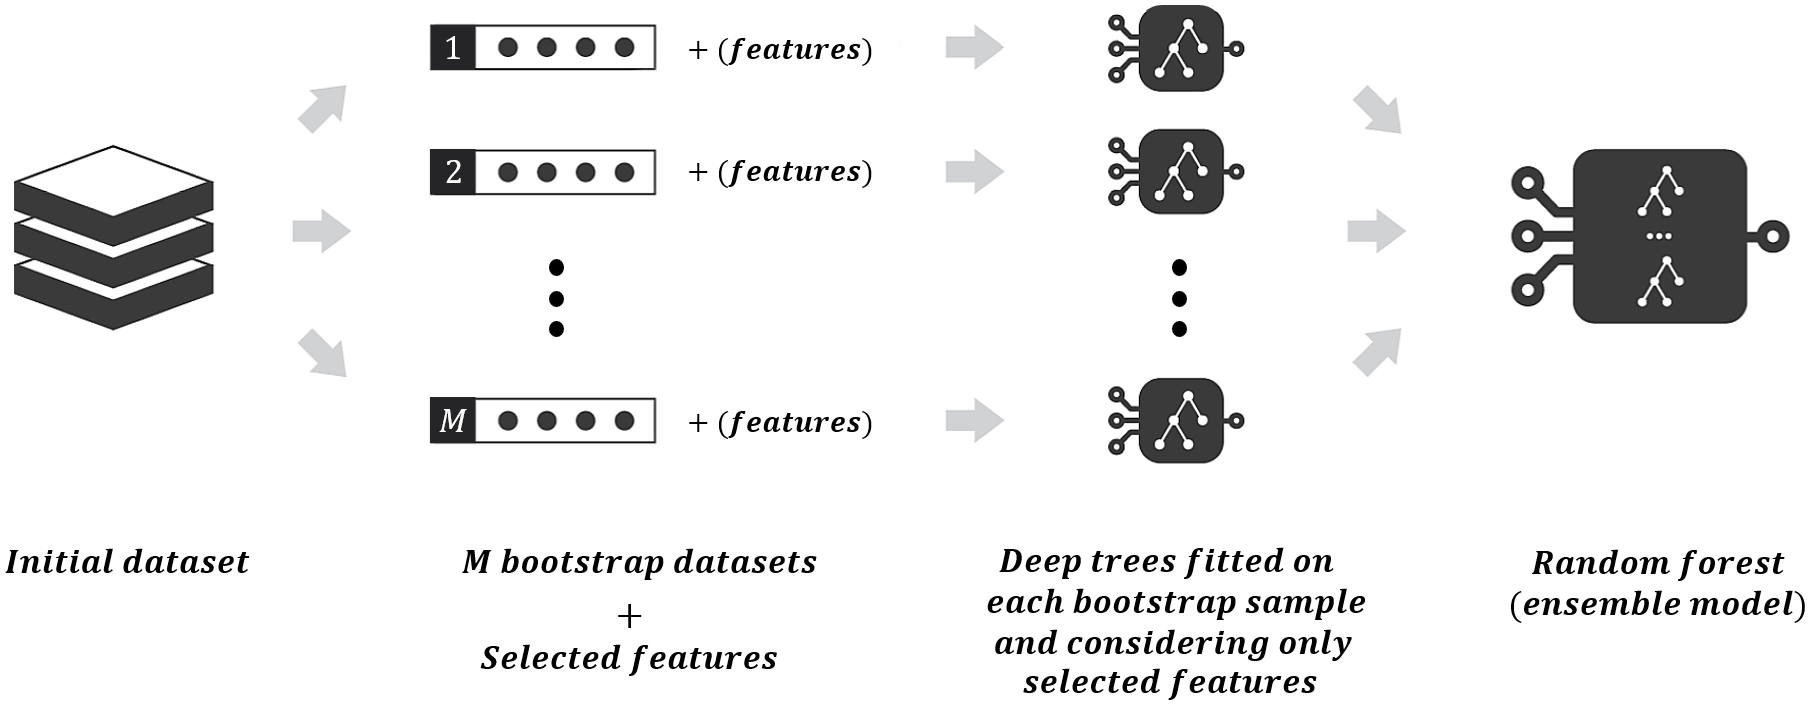 1 + (features)
2 + (features)
M + (features)
Initial dataset
M bootstrap datasets
+
Selected features
Deep trees fitted on
each bootstrap sample
and considering only
selected features
Random forest
(ensemble model)